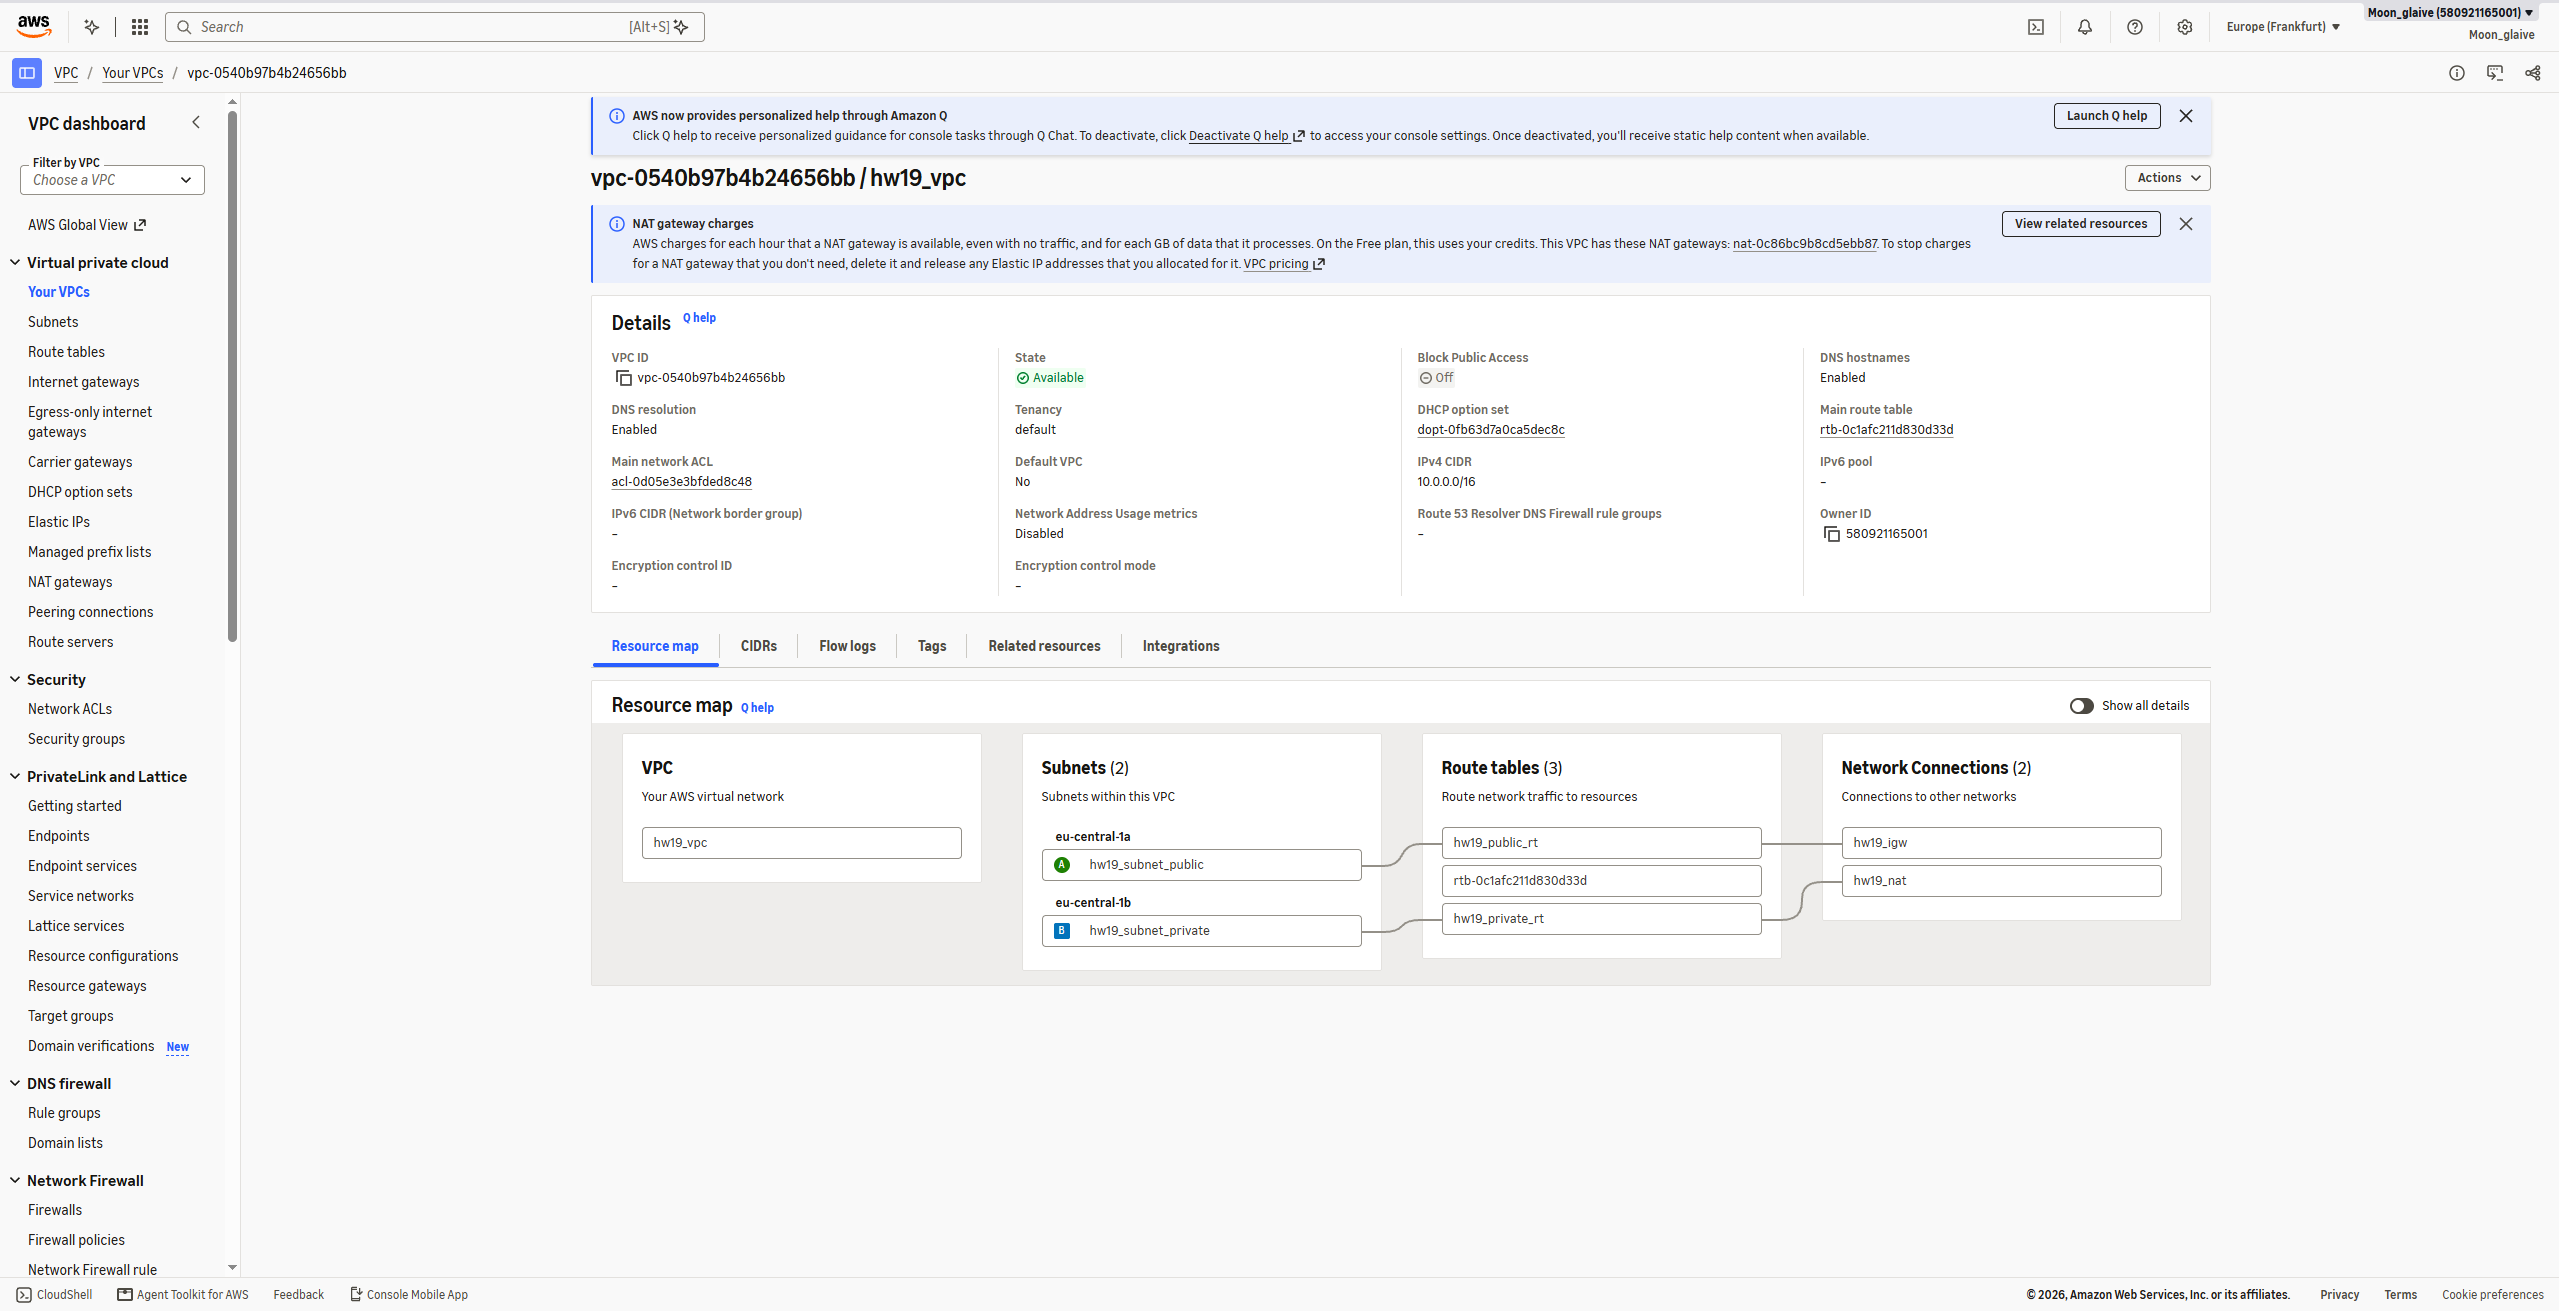 aws
Search
[Alt+S]
Europe (Frankfurt)
Moon_glaive (580921165001)
Moon_glaive
VPC / Your VPCs / vpc-0540b97b4b24656bb
VPC dashboard
Filter by VPC
Choose a VPC
AWS Global View
Virtual private cloud
Your VPCs
Subnets
Route tables
Internet gateways
Egress-only internet
gateways
Carrier gateways
DHCP option sets
Elastic IPs
Managed prefix lists
NAT gateways
Peering connections
Route servers
Security
Network ACLs
Security groups
PrivateLink and Lattice
Getting started
Endpoints
Endpoint services
Service networks
Lattice services
Resource configurations
Resource gateways
Target groups
Domain verifications New
DNS firewall
Rule groups
Domain lists
Network Firewall
Firewalls
Firewall policies
Network Firewall rule
AWS now provides personalized help through Amazon Q
Click Q help to receive personalized guidance for console tasks through Q Chat. To deactivate, click Deactivate Q help to access your console settings. Once deactivated, you'll receive static help content when available.
Launch Q help
vpc-0540b97b4b24656bb / hw19_vpc
Actions
NAT gateway charges
AWS charges for each hour that a NAT gateway is available, even with no traffic, and for each GB of data that it processes. On the Free plan, this uses your credits. This VPC has these NAT gateways: nat-0c86bc9b8cd5ebb87. To stop charges
for a NAT gateway that you don't need, delete it and release any Elastic IP addresses that you allocated for it. VPC pricing
View related resources
Details Q help
VPC ID
vpc-0540b97b4b24656bb
State
Available
Block Public Access
Off
DNS hostnames
Enabled
DNS resolution
Enabled
Tenancy
default
DHCP option set
dopt-0fb63d7a0ca5dec8c
Main route table
rtb-0c1afc211d830d33d
Main network ACL
acl-0d05e3e3bfded8c48
Default VPC
No
IPv4 CIDR
10.0.0.0/16
IPv6 pool
–
IPv6 CIDR (Network border group)
–
Network Address Usage metrics
Disabled
Route 53 Resolver DNS Firewall rule groups
–
Owner ID
580921165001
Encryption control ID
–
Encryption control mode
–
Resource map
CIDRs
Flow logs
Tags
Related resources
Integrations
Resource map Q help
Show all details
VPC
Your AWS virtual network
hw19_vpc
Subnets (2)
Subnets within this VPC
eu-central-1a
A hw19_subnet_public
eu-central-1b
B hw19_subnet_private
Route tables (3)
Route network traffic to resources
hw19_public_rt
rtb-0c1afc211d830d33d
hw19_private_rt
Network Connections (2)
Connections to other networks
hw19_igw
hw19_nat
CloudShell
Agent Toolkit for AWS
Feedback
Console Mobile App
© 2026, Amazon Web Services, Inc. or its affiliates.
Privacy
Terms
Cookie preferences